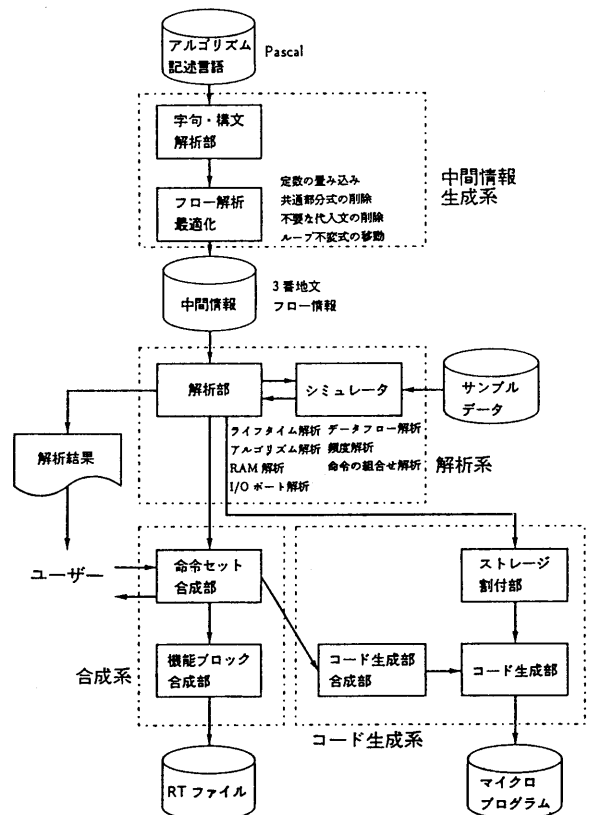 アルゴリズム
記述言語
Pascal
字句・構文
解析部
フロー解析
最適化
定数の畳み込み
共通部分式の削除
不要な代入文の削除
ループ不変式の移動
中間情報
生成系
中間情報
3番地文
フロー情報
解析部
シミュレータ
サンプル
データ
ライフタイム解析
アルゴリズム解析
RAM 解析
I/O ポート解析
データフロー解析
頻度解析
命令の組合せ解析
解析系
解析結果
ユーザー
命令セット
合成部
機能ブロック
合成部
合成系
ストレージ
割付部
コード生成部
合成部
コード生成部
コード生成系
RT ファイル
マイクロ
プログラム